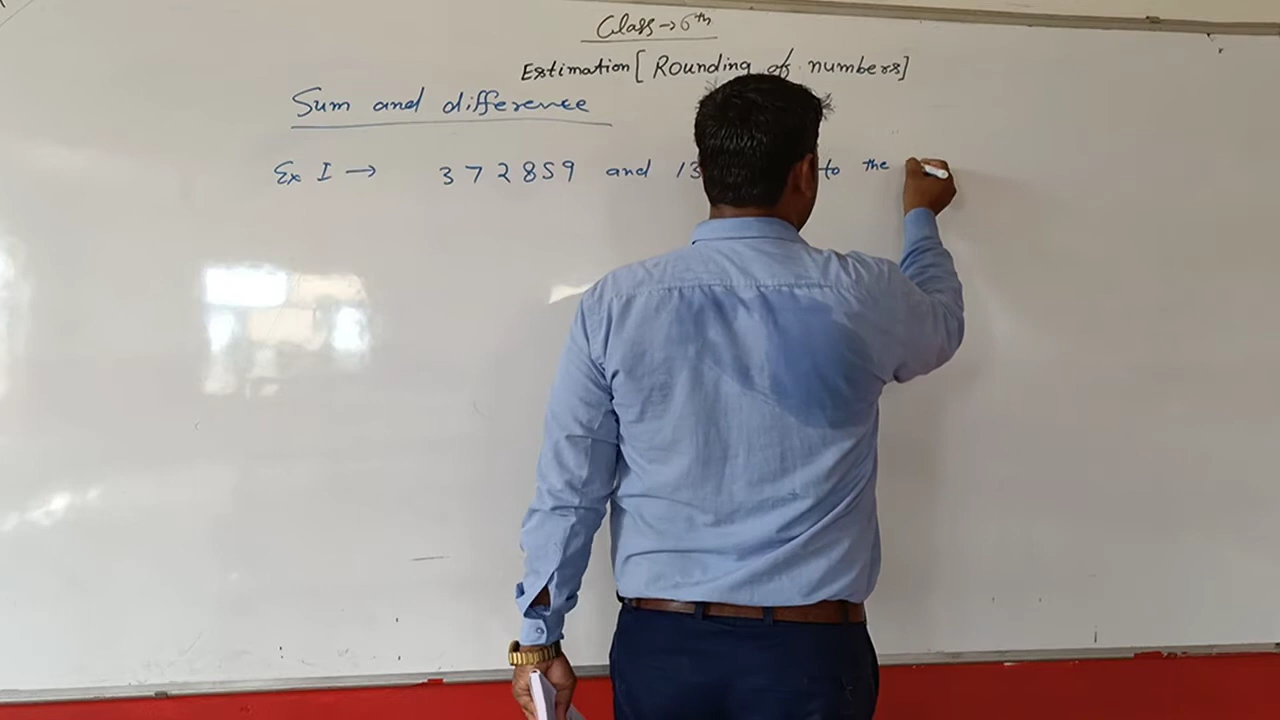 Class → 6th
Estimation [ Rounding of numbers]
Sum and difference
Ex I → 372859 and 13 to the